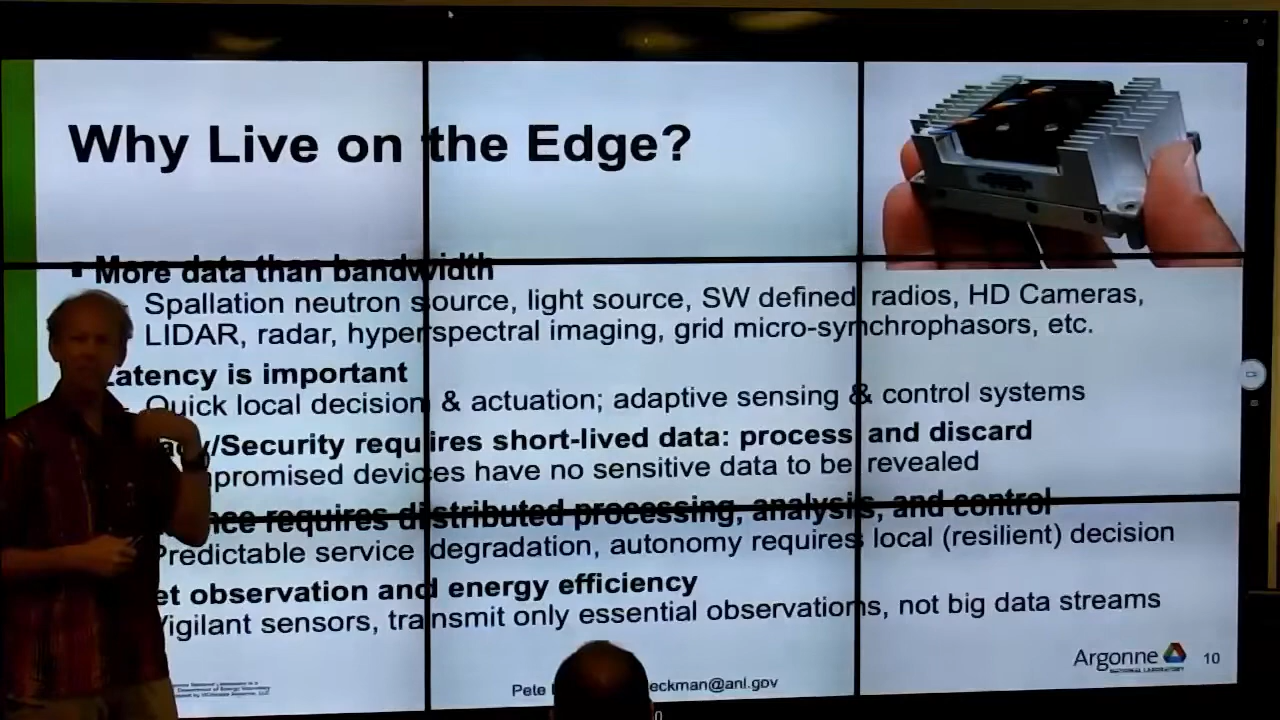 Why Live on the Edge?
More data than bandwidth
Spallation neutron source, light source, SW defined radios, HD Cameras,
LIDAR, radar, hyperspectral imaging, grid micro-synchrophasors, etc.
Latency is important
Quick local decision & actuation; adaptive sensing & control systems
/Security requires short-lived data: process and discard
promised devices have no sensitive data to be revealed
nce requires distributed processing, analysis, and control
Predictable service degradation, autonomy requires local (resilient) decision
et observation and energy efficiency
Vigilant sensors, transmit only essential observations, not big data streams
Argonne
NATIONAL LABORATORY
10
Pete eckman@anl.gov